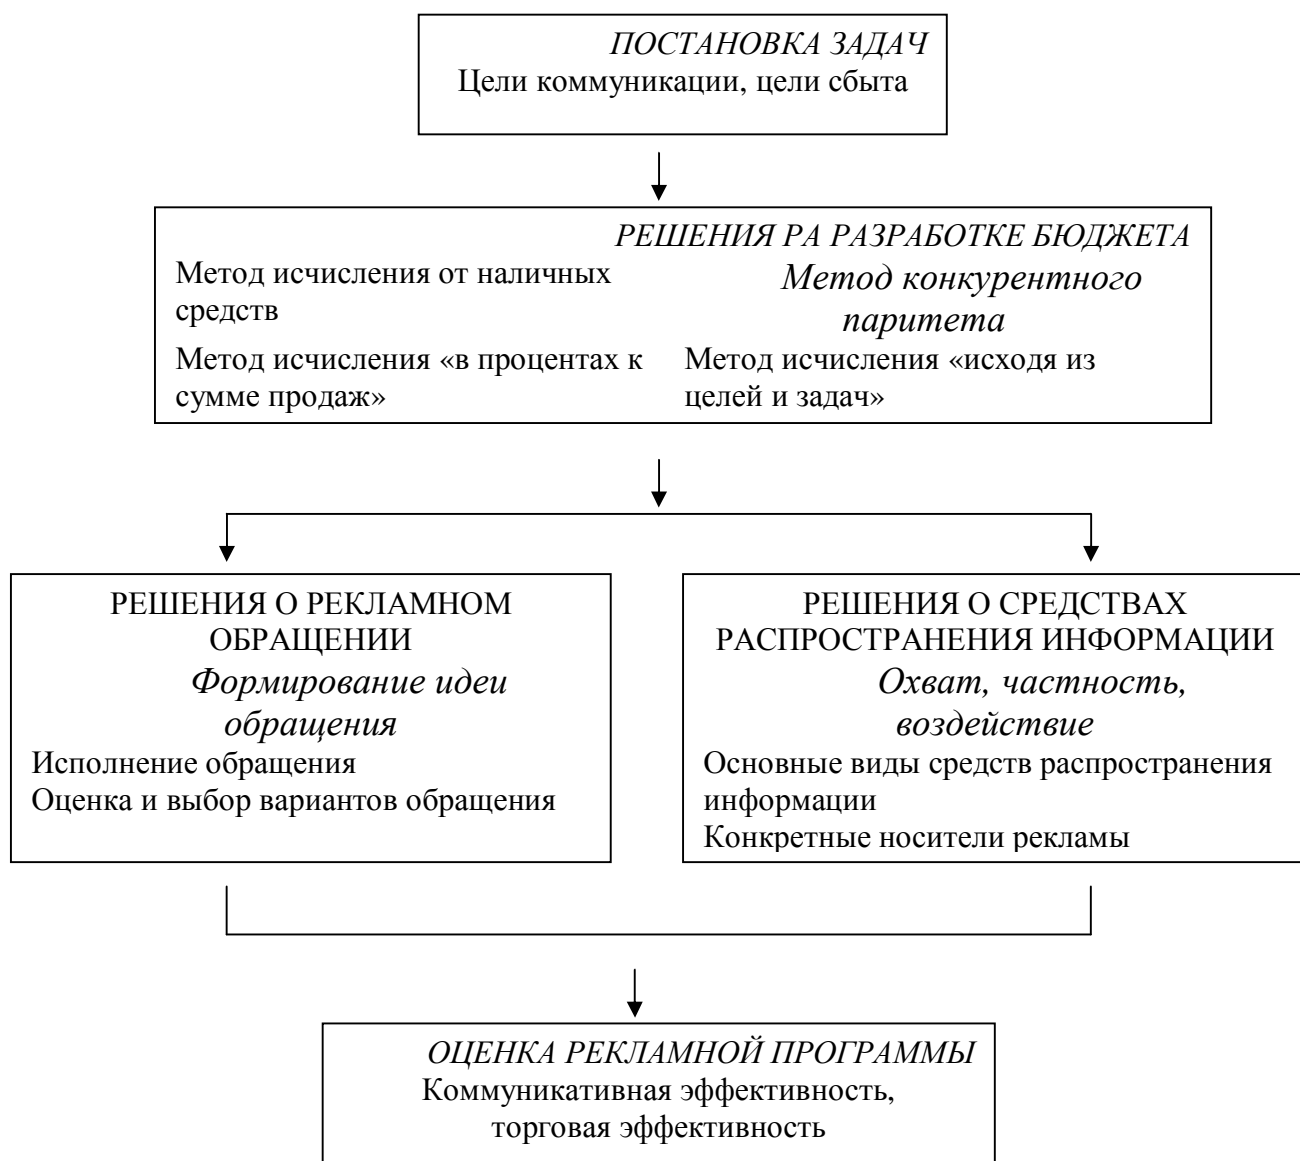 ПОСТАНОВКА ЗАДАЧ
Цели коммуникации, цели сбыта
РЕШЕНИЯ РА РАЗРАБОТКЕ БЮДЖЕТА
Метод исчисления от наличных
средств
Метод конкурентного
паритета
Метод исчисления «в процентах к
сумме продаж»
Метод исчисления «исходя из
целей и задач»
РЕШЕНИЯ О РЕКЛАМНОМ
ОБРАЩЕНИИ
Формирование идеи
обращения
Исполнение обращения
Оценка и выбор вариантов обращения
РЕШЕНИЯ О СРЕДСТВАХ
РАСПРОСТРАНЕНИЯ ИНФОРМАЦИИ
Охват, частность,
воздействие
Основные виды средств распространения
информации
Конкретные носители рекламы
ОЦЕНКА РЕКЛАМНОЙ ПРОГРАММЫ
Коммуникативная эффективность,
торговая эффективность